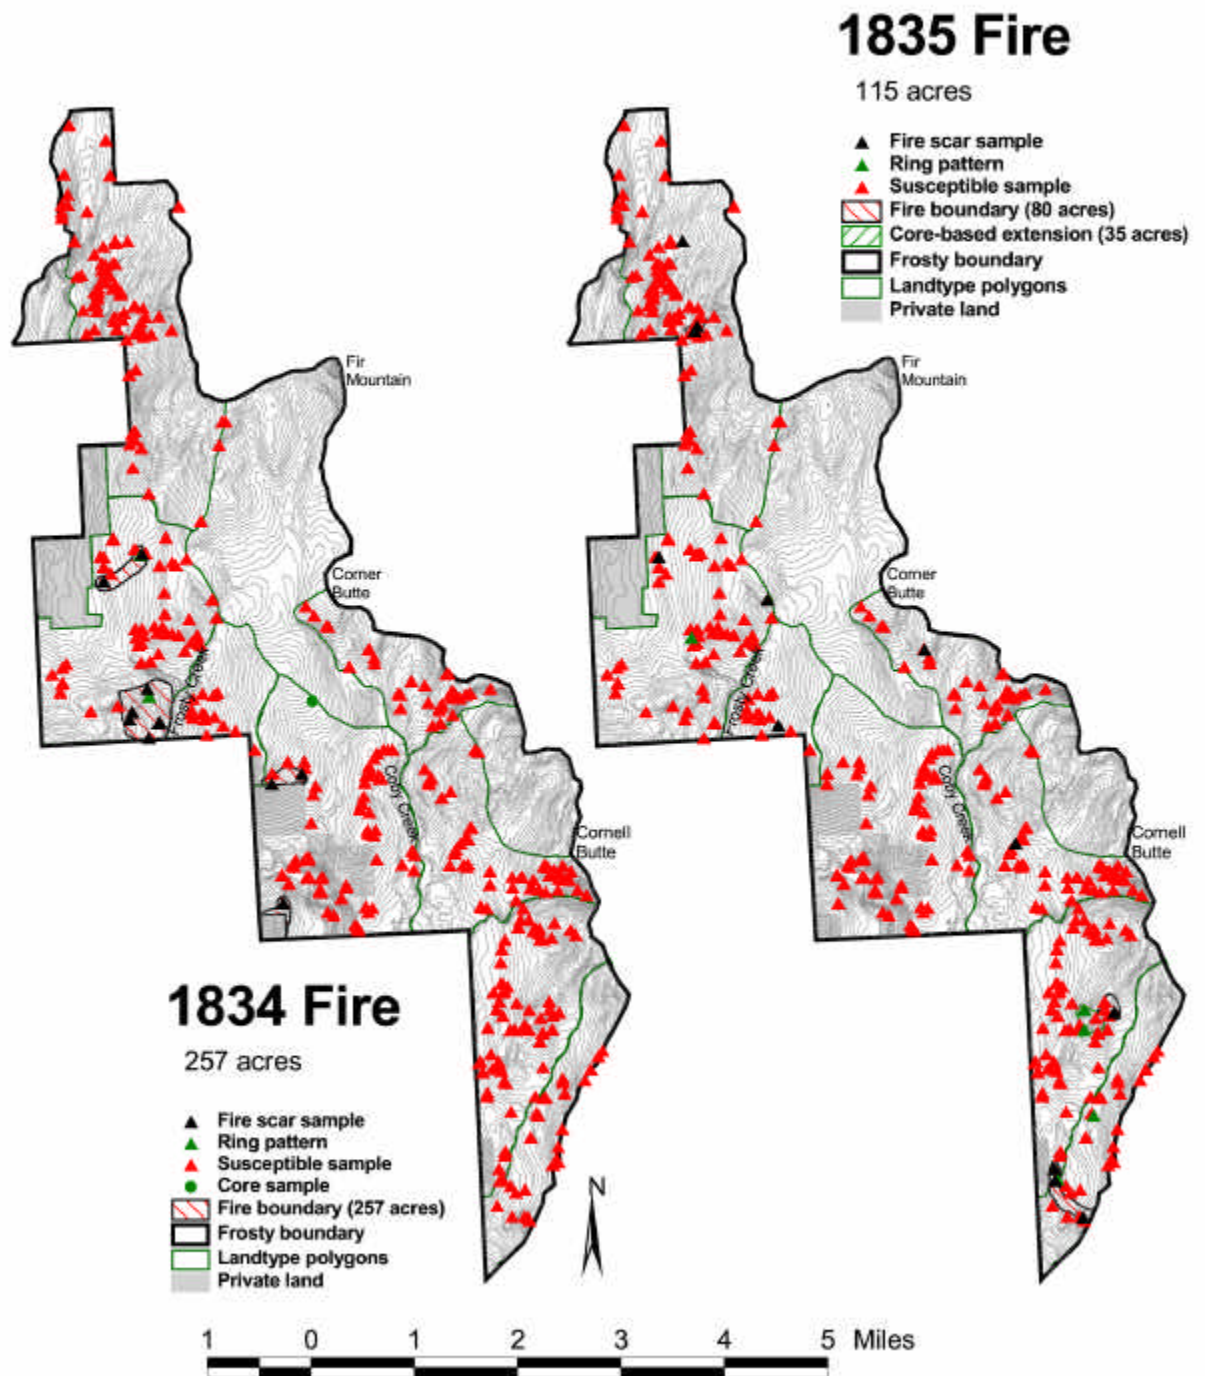 1835 Fire
115 acres
Fire scar sample
Ring pattern
Susceptible sample
Fire boundary (80 acres)
Core-based extension (35 acres)
Frosty boundary
Landtype polygons
Private land
Fir
Mountain
Fir
Mountain
Corner
Butte
Corner
Butte
Frosty Creek
Frosty Creek
Cody Creek
Cody Creek
Cornell
Butte
Cornell
Butte
1834 Fire
257 acres
Fire scar sample
Ring pattern
Susceptible sample
Core sample
Fire boundary (257 acres)
Frosty boundary
Landtype polygons
Private land
N
1 0 1 2 3 4 5 Miles